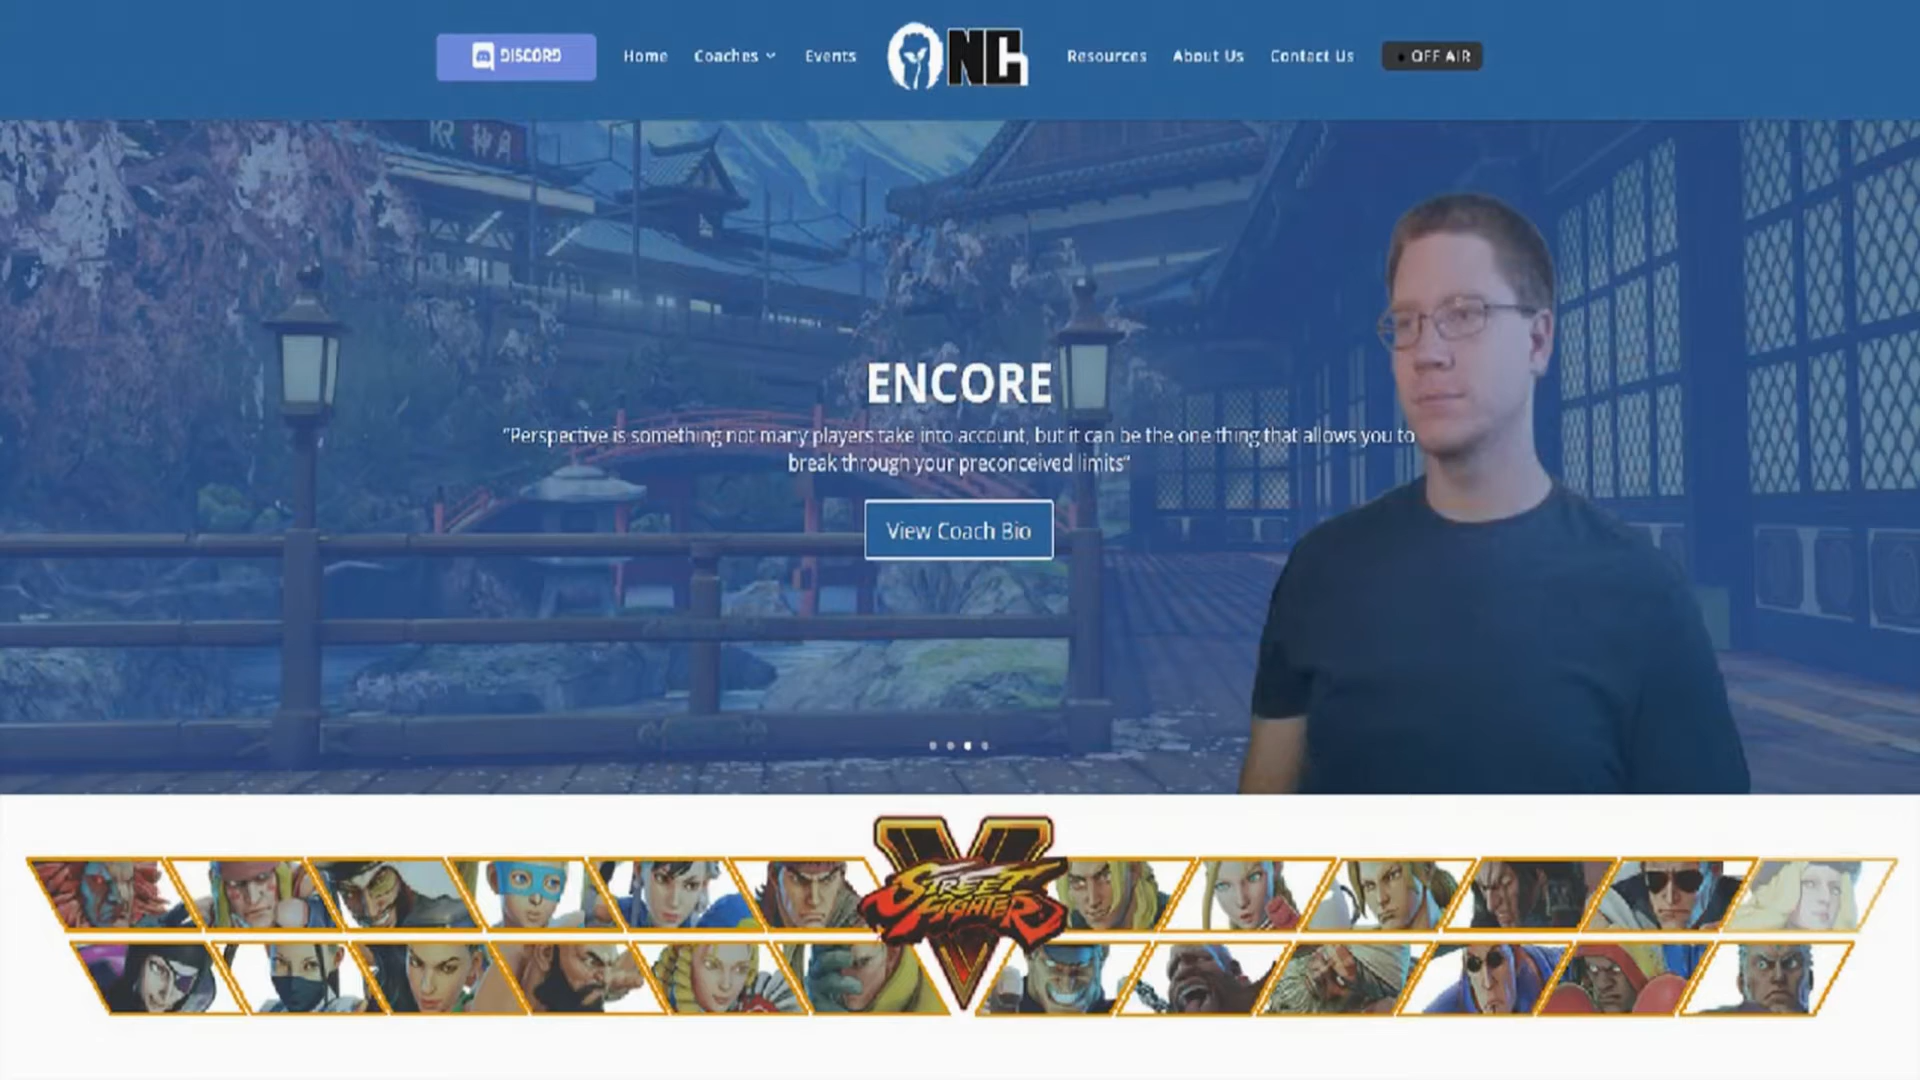 DISCORD
Home
Coaches
Events
NC
Resources
About Us
Contact Us
OFF AIR
神月
ENCORE
"Perspective is something not many players take into account, but it can be the one thing that allows you to
break through your preconceived limits"
View Coach Bio
V
STREET
FIGHTER